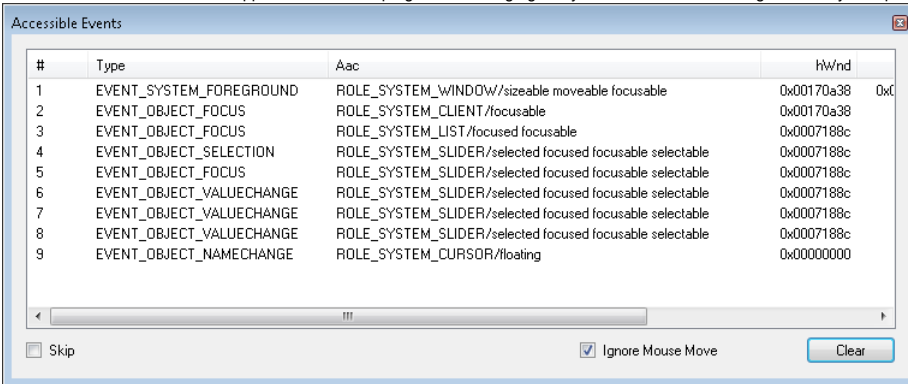 Accessible Events
# Type Aac hWnd
1 EVENT_SYSTEM_FOREGROUND ROLE_SYSTEM_WINDOW/sizeable moveable focusable 0x00170a38
2 EVENT_OBJECT_FOCUS ROLE_SYSTEM_CLIENT/focusable 0x00170a38
3 EVENT_OBJECT_FOCUS ROLE_SYSTEM_LIST/focused focusable 0x0007188c
4 EVENT_OBJECT_SELECTION ROLE_SYSTEM_SLIDER/selected focused focusable selectable 0x0007188c
5 EVENT_OBJECT_FOCUS ROLE_SYSTEM_SLIDER/selected focused focusable selectable 0x0007188c
6 EVENT_OBJECT_VALUECHANGE ROLE_SYSTEM_SLIDER/selected focused focusable selectable 0x0007188c
7 EVENT_OBJECT_VALUECHANGE ROLE_SYSTEM_SLIDER/selected focused focusable selectable 0x0007188c
8 EVENT_OBJECT_VALUECHANGE ROLE_SYSTEM_SLIDER/selected focused focusable selectable 0x0007188c
9 EVENT_OBJECT_NAMECHANGE ROLE_SYSTEM_CURSOR/floating 0x00000000
Skip Ignore Mouse Move Clear